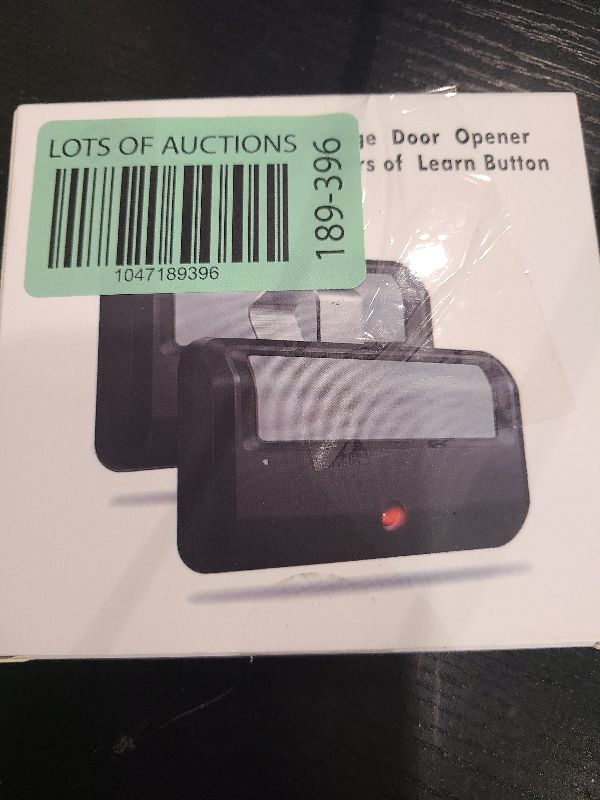 LOTS OF AUCTIONS
189-396
1047189396
Door Opener
of Learn Button